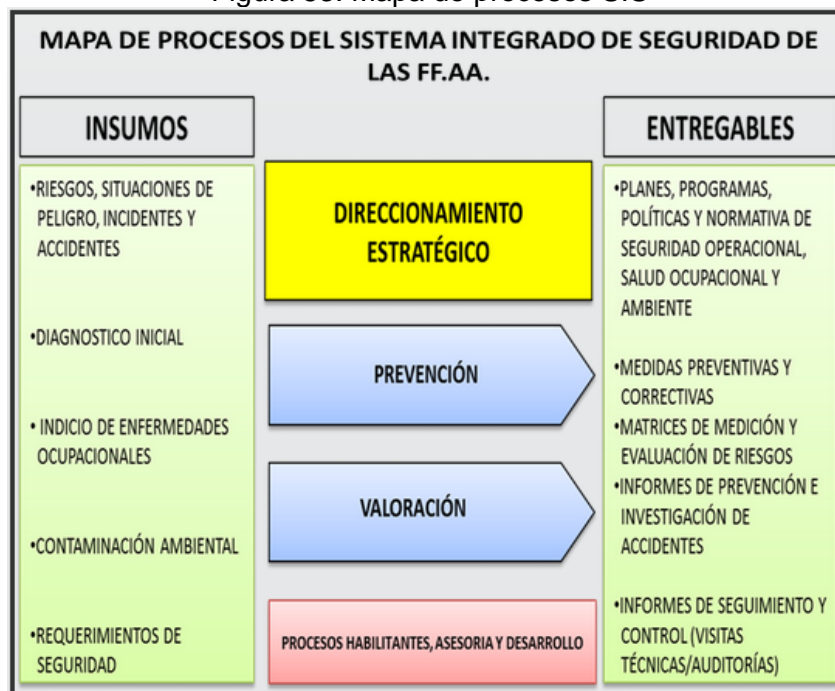 MAPA DE PROCESOS DEL SISTEMA INTEGRADO DE SEGURIDAD DE
LAS FF.AA.
INSUMOS
•RIESGOS, SITUACIONES DE
PELIGRO, INCIDENTES Y
ACCIDENTES
•DIAGNOSTICO INICIAL
• INDICIO DE ENFERMEDADES
OCUPACIONALES
•CONTAMINACIÓN AMBIENTAL
•REQUERIMIENTOS DE
SEGURIDAD
DIRECCIONAMIENTO
ESTRATÉGICO
PREVENCIÓN
VALORACIÓN
PROCESOS HABILITANTES, ASESORIA Y DESARROLLO
ENTREGABLES
•PLANES, PROGRAMAS,
POLÍTICAS Y NORMATIVA DE
SEGURIDAD OPERACIONAL,
SALUD OCUPACIONAL Y
AMBIENTE
•MEDIDAS PREVENTIVAS Y
CORRECTIVAS
•MATRICES DE MEDICIÓN Y
EVALUACIÓN DE RIESGOS
•INFORMES DE PREVENCIÓN E
INVESTIGACIÓN DE
ACCIDENTES
•INFORMES DE SEGUIMIENTO Y
CONTROL (VISITAS
TÉCNICAS/AUDITORÍAS)